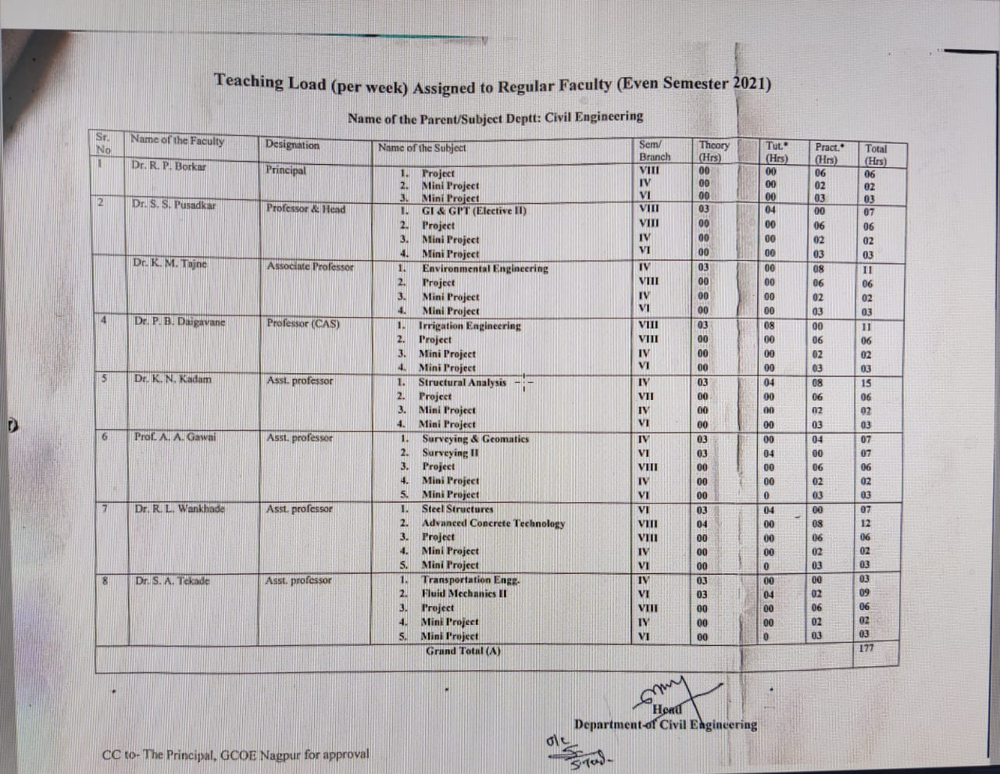 Teaching Load (per week) Assigned to Regular Faculty (Even Semester 2021)
Name of the Parent/Subject Deptt: Civil Engineering
Sr. No Name of the Faculty Designation Name of the Subject Sem/ Branch Theory (Hrs) Tut.* (Hrs) Pract.* (Hrs) Total (Hrs)
1 Dr. R. P. Borkar Principal 1. Project VIII 00 00 06 06
2. Mini Project IV 00 00 02 02
3. Mini Project VI 00 00 03 03
2 Dr. S. S. Pusadkar Professor & Head 1. GI & GPT (Elective II) VIII 03 04 00 07
2. Project VIII 00 00 06 06
3. Mini Project IV 00 00 02 02
4. Mini Project VI 00 00 03 03
Dr. K. M. Tajne Associate Professor 1. Environmental Engineering IV 03 00 08 11
2. Project VIII 00 00 06 06
3. Mini Project IV 00 00 02 02
4. Mini Project VI 00 00 03 03
4 Dr. P. B. Daigavane Professor (CAS) 1. Irrigation Engineering VIII 03 08 00 11
2. Project VIII 00 00 06 06
3. Mini Project IV 00 00 02 02
4. Mini Project VI 00 00 03 03
5 Dr. K. N. Kadam Asst. professor 1. Structural Analysis IV 03 04 08 15
2. Project VII 00 00 06 06
3. Mini Project IV 00 00 02 02
4. Mini Project VI 00 00 03 03
6 Prof. A. A. Gawai Asst. professor 1. Surveying & Geomatics IV 03 00 04 07
2. Surveying II VI 03 04 00 07
3. Project VIII 00 00 06 06
4. Mini Project IV 00 00 02 02
5. Mini Project VI 00 0 03 03
7 Dr. R. L. Wankhade Asst. professor 1. Steel Structures VI 03 04 00 07
2. Advanced Concrete Technology VIII 04 00 08 12
3. Project VIII 00 00 06 06
4. Mini Project IV 00 00 02 02
5. Mini Project VI 00 0 03 03
8 Dr. S. A. Tekade Asst. professor 1. Transportation Engg. IV 03 00 00 03
2. Fluid Mechanics II VI 03 04 02 09
3. Project VIII 00 00 06 06
4. Mini Project IV 00 00 02 02
5. Mini Project VI 00 0 03 03
Grand Total (A) 177
Head
Department of Civil Engineering
o/c
CC to- The Principal, GCOE Nagpur for approval